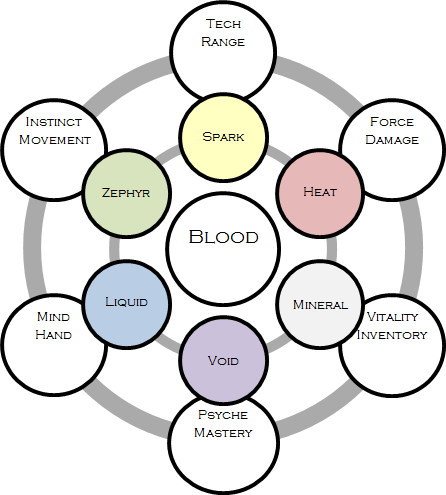 Tech
Range
Instinct
Movement
Force
Damage
Spark
Zephyr
Heat
Blood
Liquid
Mineral
Mind
Hand
Vitality
Inventory
Void
Psyche
Mastery